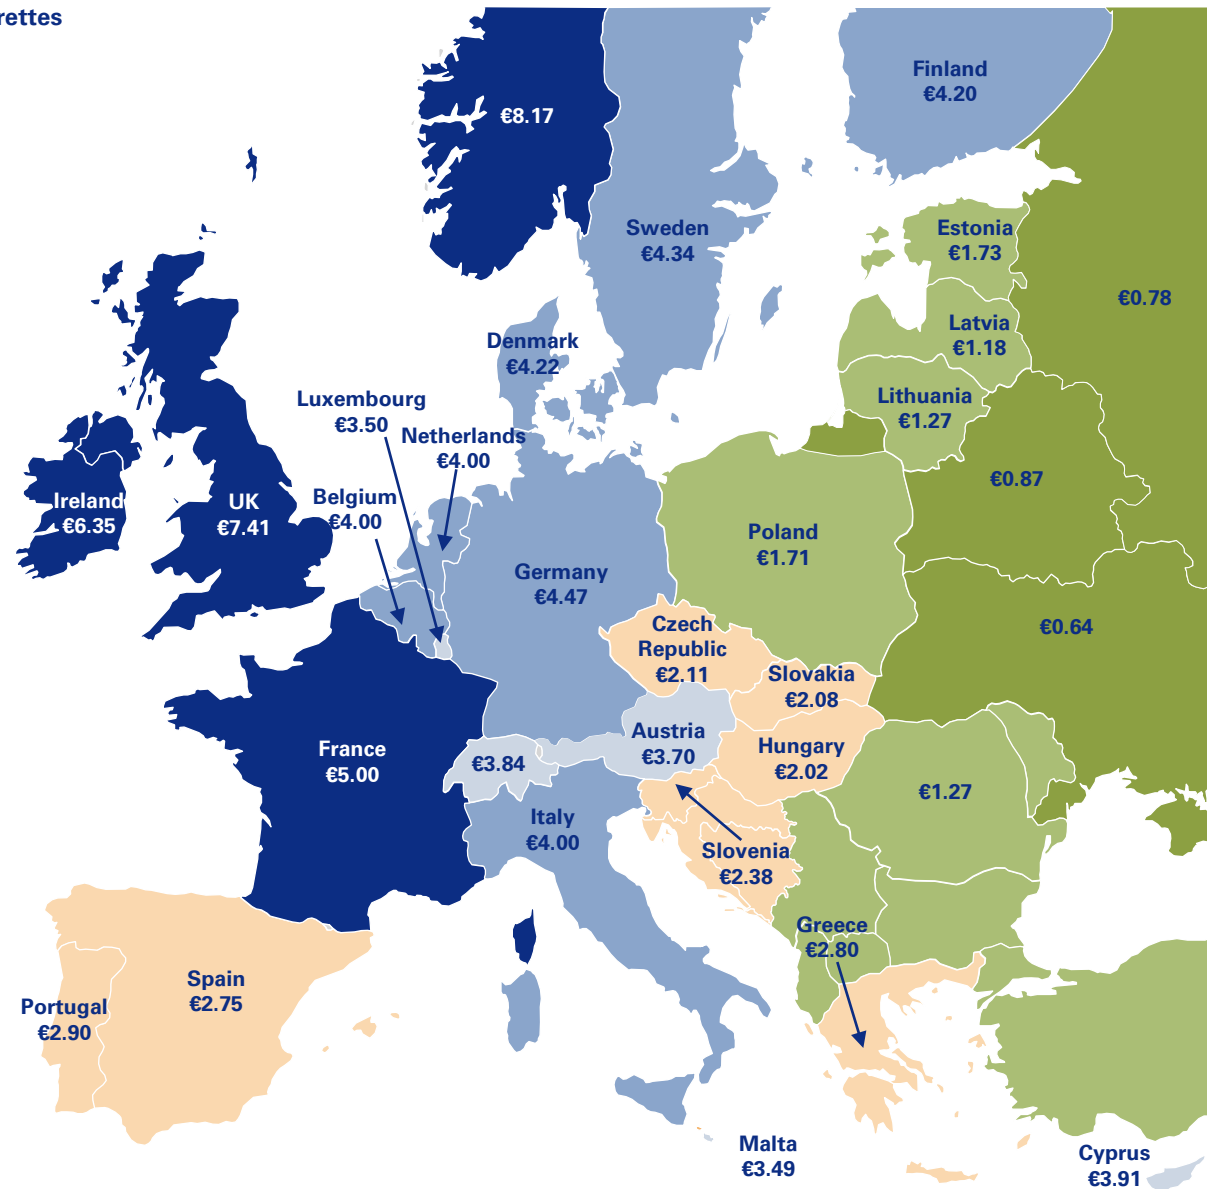 rettes
Finland
€4.20
€8.17
Sweden
€4.34
Estonia
€1.73
€0.78
Latvia
€1.18
Denmark
€4.22
Luxembourg
€3.50
Lithuania
€1.27
Netherlands
€4.00
Belgium
€4.00
Ireland
€6.35
UK
€7.41
€0.87
Poland
€1.71
Germany
€4.47
€0.64
Czech
Republic
€2.11
Slovakia
€2.08
Austria
€3.70
Hungary
€2.02
France
€5.00
€3.84
€1.27
Italy
€4.00
Slovenia
€2.38
Greece
€2.80
Spain
€2.75
Portugal
€2.90
Malta
€3.49
Cyprus
€3.91